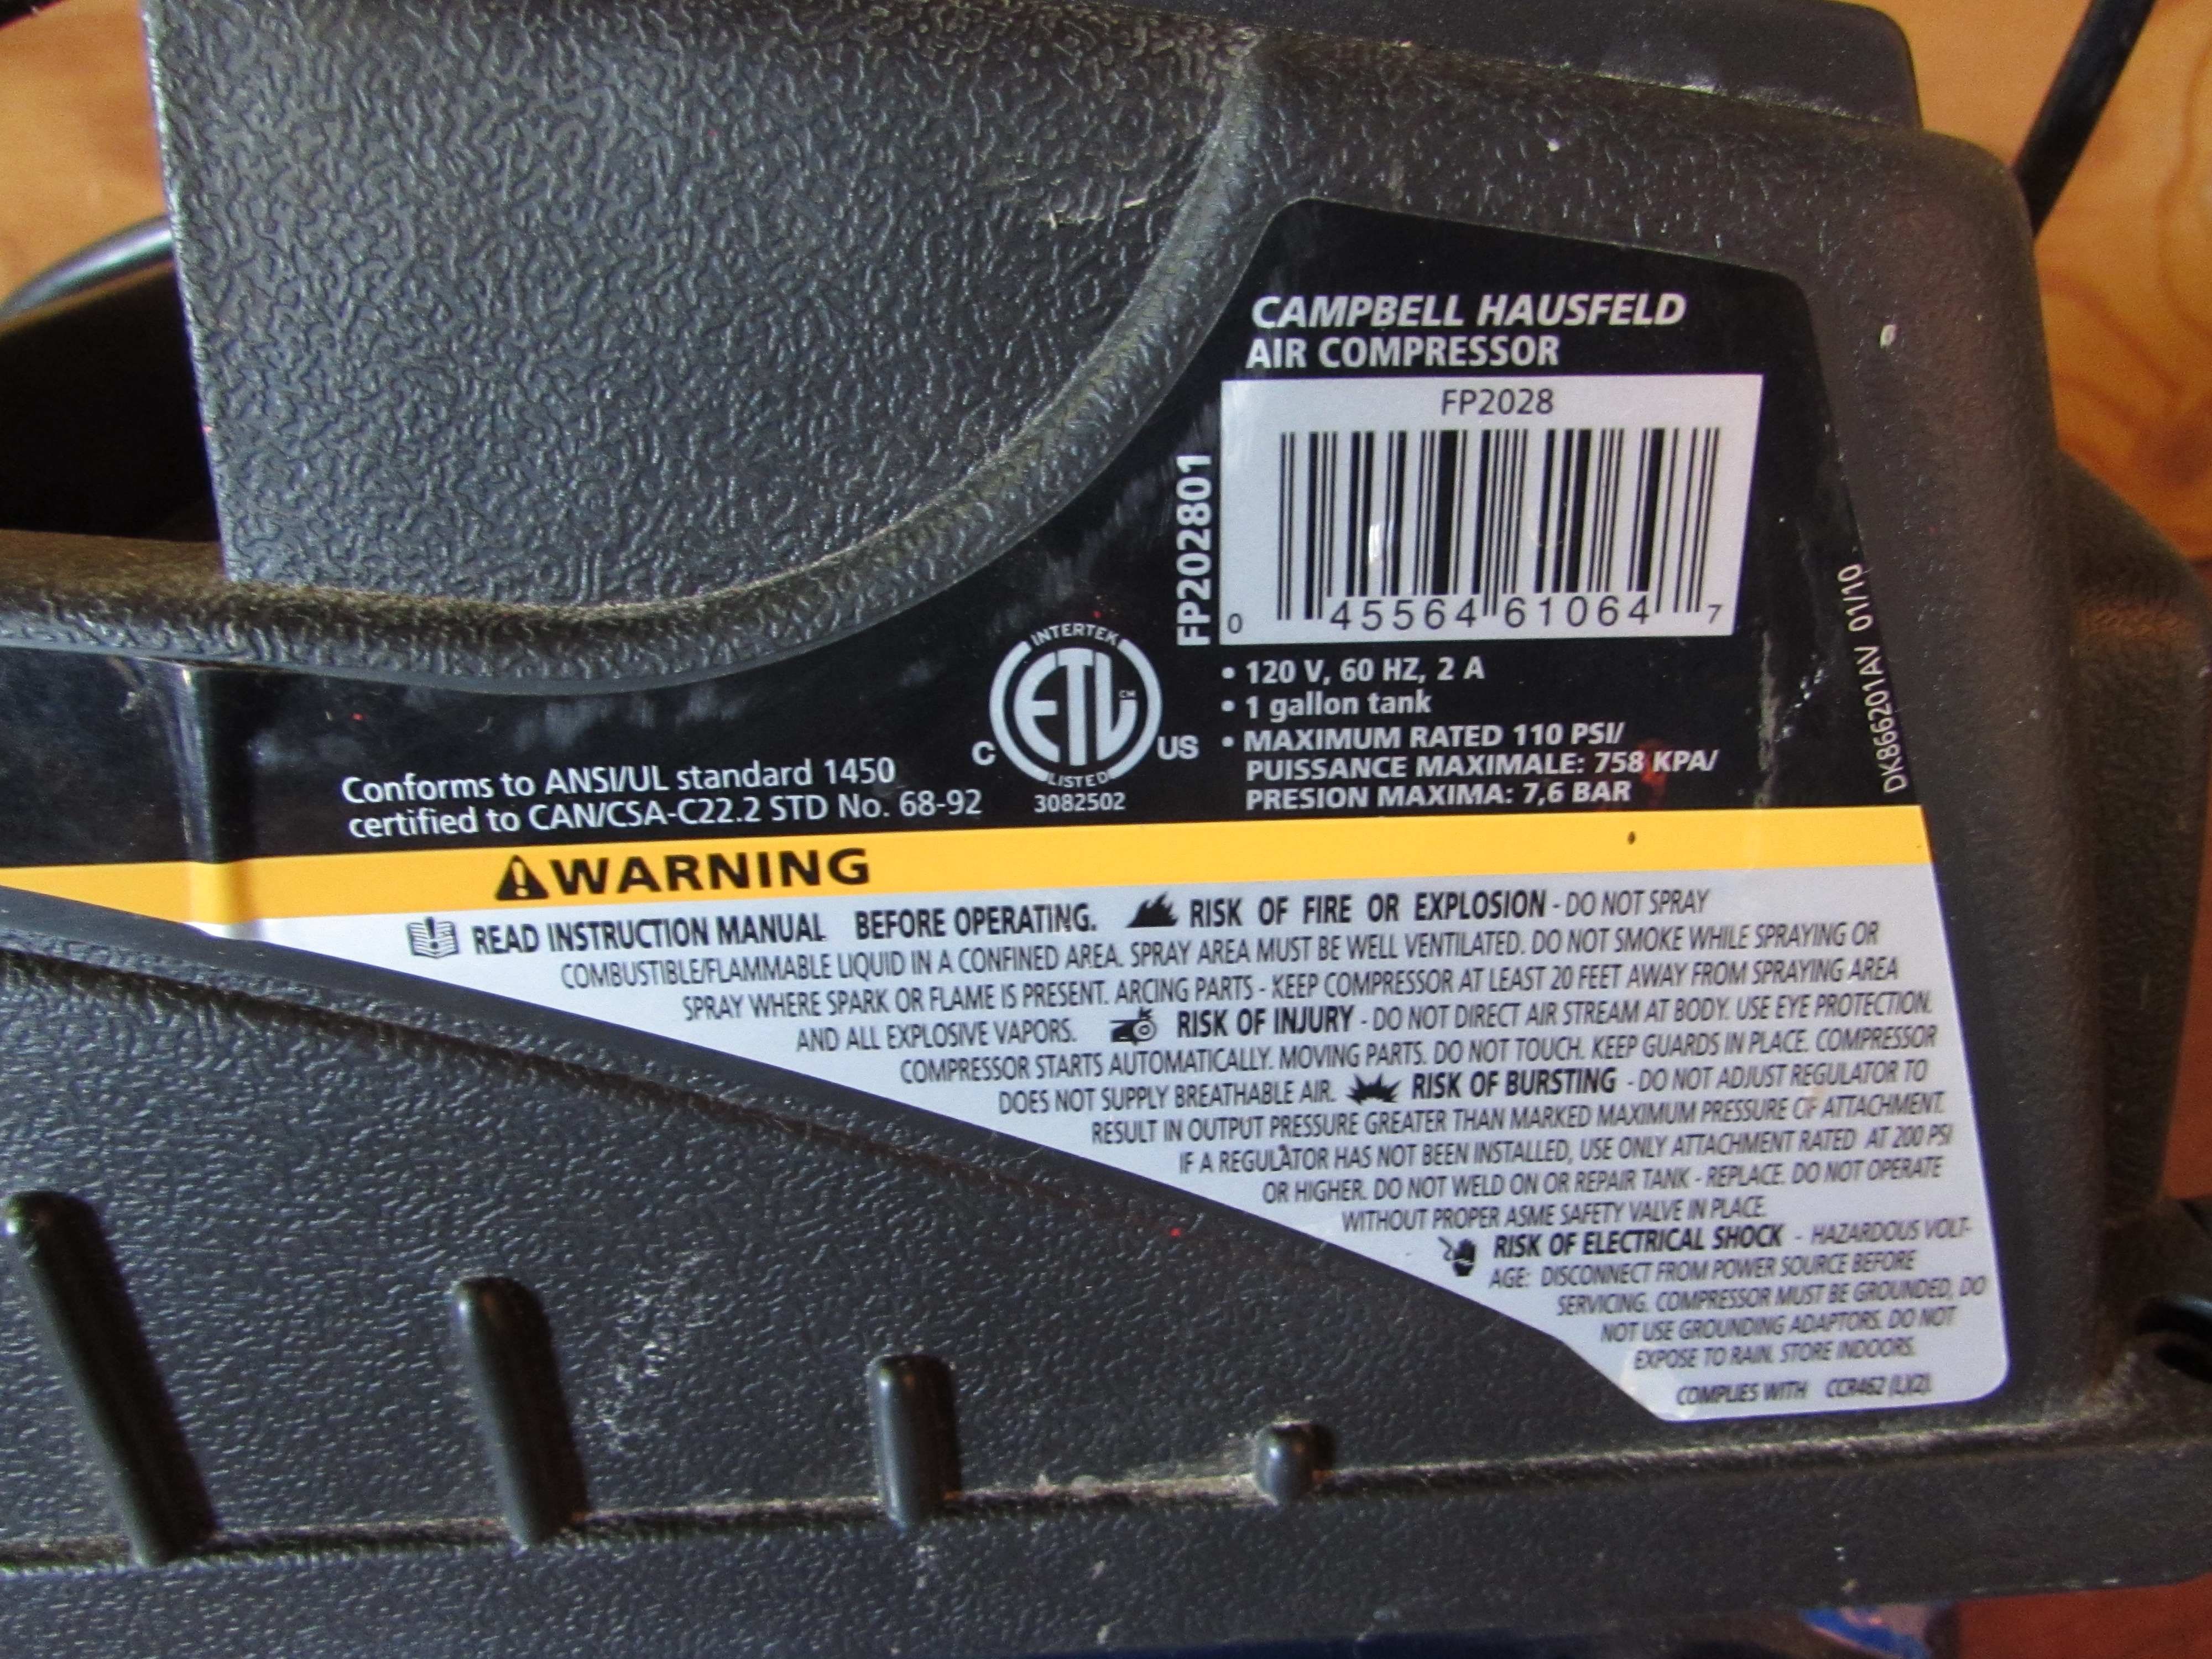 CAMPBELL HAUSFELD
AIR COMPRESSOR
FP2028
FP202801
0 45564 61064 7
DK866201AV 01/10
INTERTEK
ETL CM
C US
LISTED
3082502
• 120 V, 60 HZ, 2 A
• 1 gallon tank
• MAXIMUM RATED 110 PSI/
PUISSANCE MAXIMALE: 758 KPA/
PRESION MAXIMA: 7,6 BAR
Conforms to ANSI/UL standard 1450
certified to CAN/CSA-C22.2 STD No. 68-92
WARNING
READ INSTRUCTION MANUAL BEFORE OPERATING. RISK OF FIRE OR EXPLOSION - DO NOT SPRAY
COMBUSTIBLE/FLAMMABLE LIQUID IN A CONFINED AREA. SPRAY AREA MUST BE WELL VENTILATED. DO NOT SMOKE WHILE SPRAYING OR
SPRAY WHERE SPARK OR FLAME IS PRESENT. ARCING PARTS - KEEP COMPRESSOR AT LEAST 20 FEET AWAY FROM SPRAYING AREA
AND ALL EXPLOSIVE VAPORS. RISK OF INJURY - DO NOT DIRECT AIR STREAM AT BODY. USE EYE PROTECTION.
COMPRESSOR STARTS AUTOMATICALLY. MOVING PARTS. DO NOT TOUCH. KEEP GUARDS IN PLACE. COMPRESSOR
DOES NOT SUPPLY BREATHABLE AIR. RISK OF BURSTING - DO NOT ADJUST REGULATOR TO
RESULT IN OUTPUT PRESSURE GREATER THAN MARKED MAXIMUM PRESSURE OF ATTACHMENT.
IF A REGULATOR HAS NOT BEEN INSTALLED, USE ONLY ATTACHMENT RATED AT 200 PSI
OR HIGHER. DO NOT WELD ON OR REPAIR TANK - REPLACE. DO NOT OPERATE
WITHOUT PROPER ASME SAFETY VALVE IN PLACE.
RISK OF ELECTRICAL SHOCK - HAZARDOUS VOLT-
AGE: DISCONNECT FROM POWER SOURCE BEFORE
SERVICING. COMPRESSOR MUST BE GROUNDED, DO
NOT USE GROUNDING ADAPTORS. DO NOT
EXPOSE TO RAIN. STORE INDOORS.
COMPLIES WITH CCR462 (L)(2).